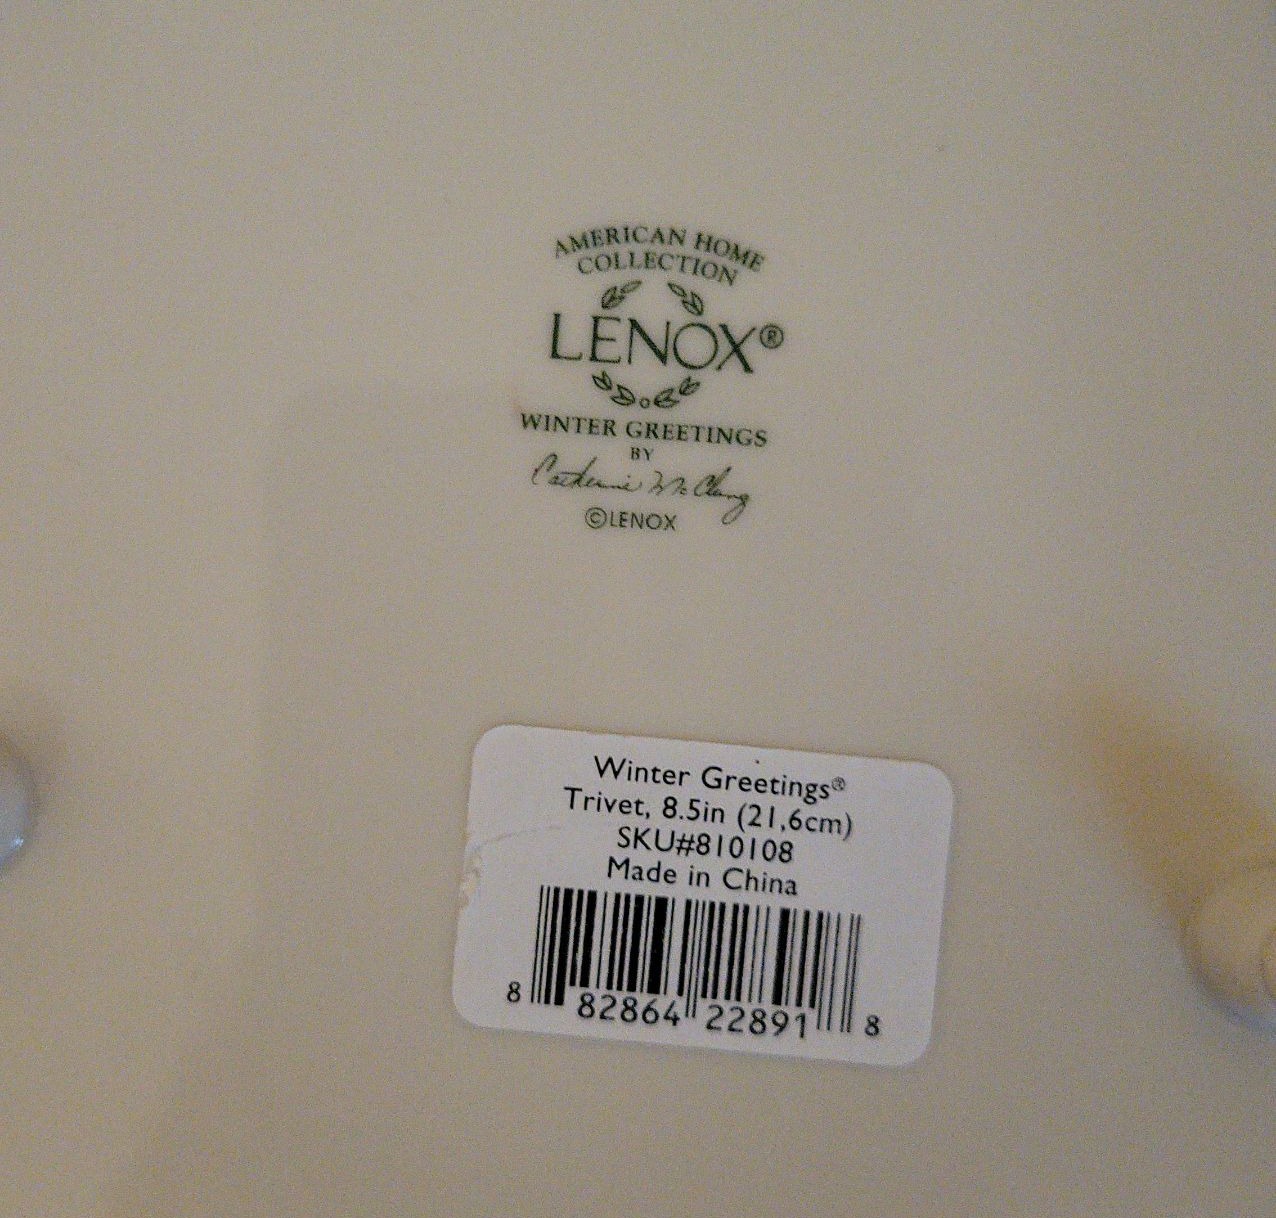 AMERICAN HOME
COLLECTION
LENOX®
WINTER GREETINGS
BY
Catherine McClung
©LENOX
Winter Greetings®
Trivet, 8.5in (21,6cm)
SKU#810108
Made in China
8 82864 22891 8